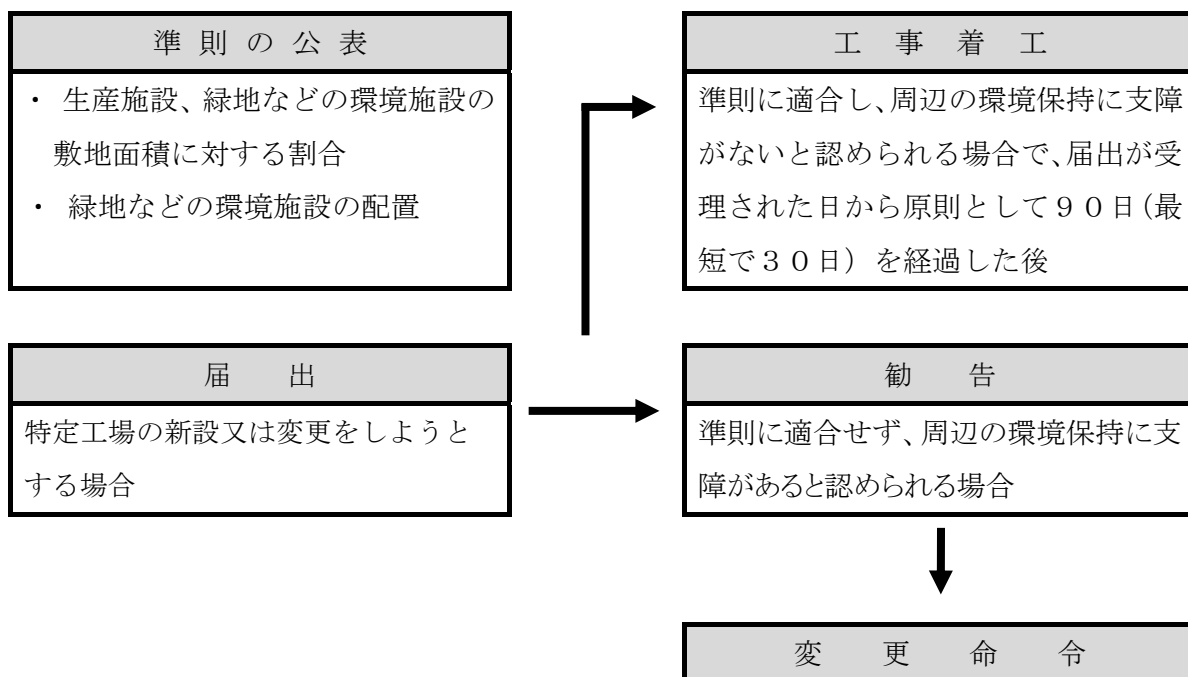 準則の公表
・ 生産施設、緑地などの環境施設の
敷地面積に対する割合
・ 緑地などの環境施設の配置
工事着工
準則に適合し、周辺の環境保持に支障
がないと認められる場合で、届出が受
理された日から原則として９０日（最
短で３０日）を経過した後
届出
特定工場の新設又は変更をしようと
する場合
勧告
準則に適合せず、周辺の環境保持に支
障があると認められる場合
変更命令